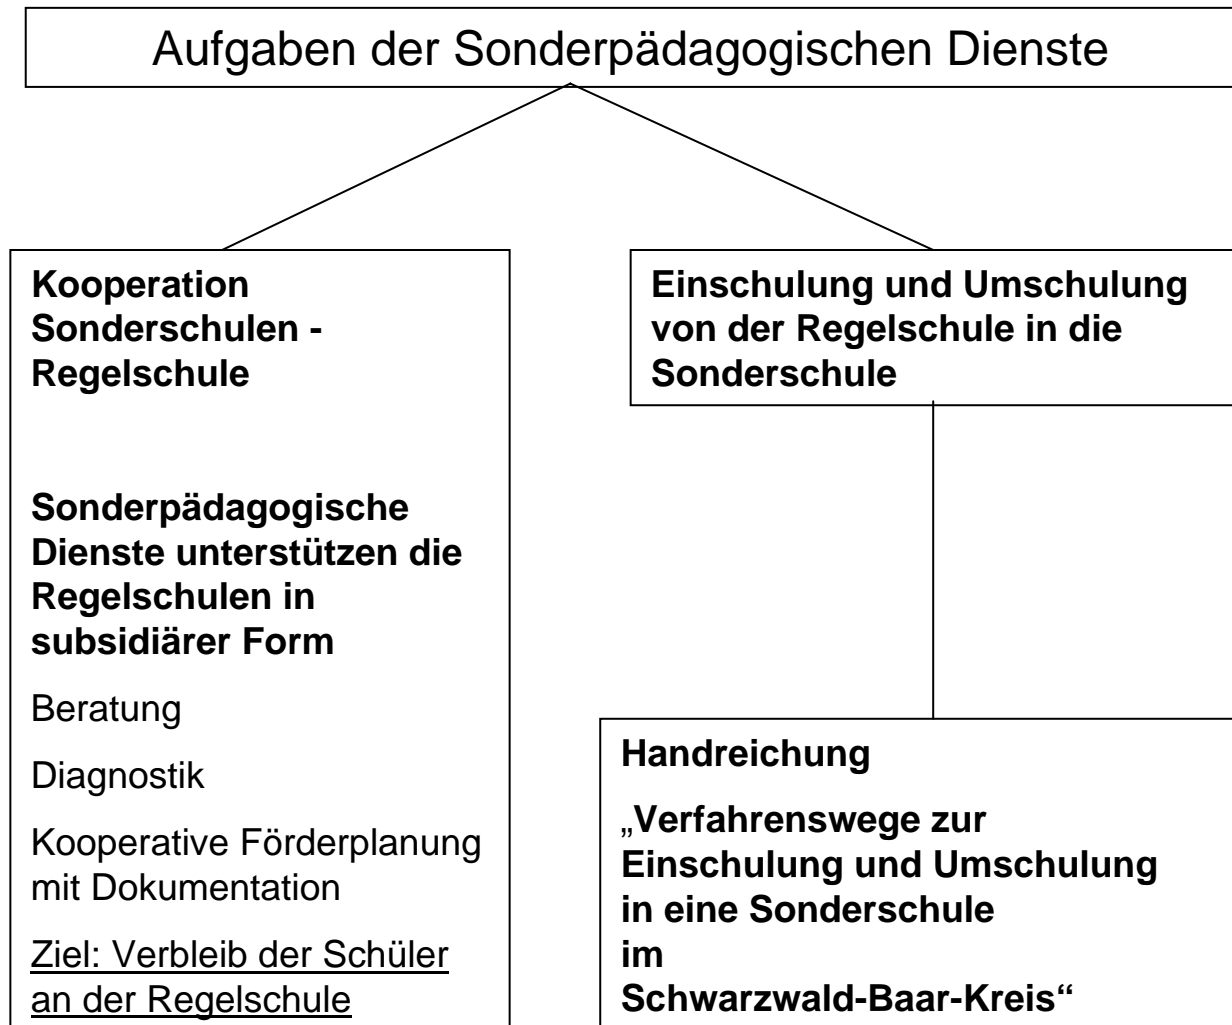 Aufgaben der Sonderpädagogischen Dienste
Kooperation
Sonderschulen -
Regelschule
Sonderpädagogische
Dienste unterstützen die
Regelschulen in
subsidiärer Form
Beratung
Diagnostik
Kooperative Förderplanung
mit Dokumentation
Ziel: Verbleib der Schüler
an der Regelschule
Einschulung und Umschulung
von der Regelschule in die
Sonderschule
Handreichung
„Verfahrenswege zur
Einschulung und Umschulung
in eine Sonderschule
im
Schwarzwald-Baar-Kreis“